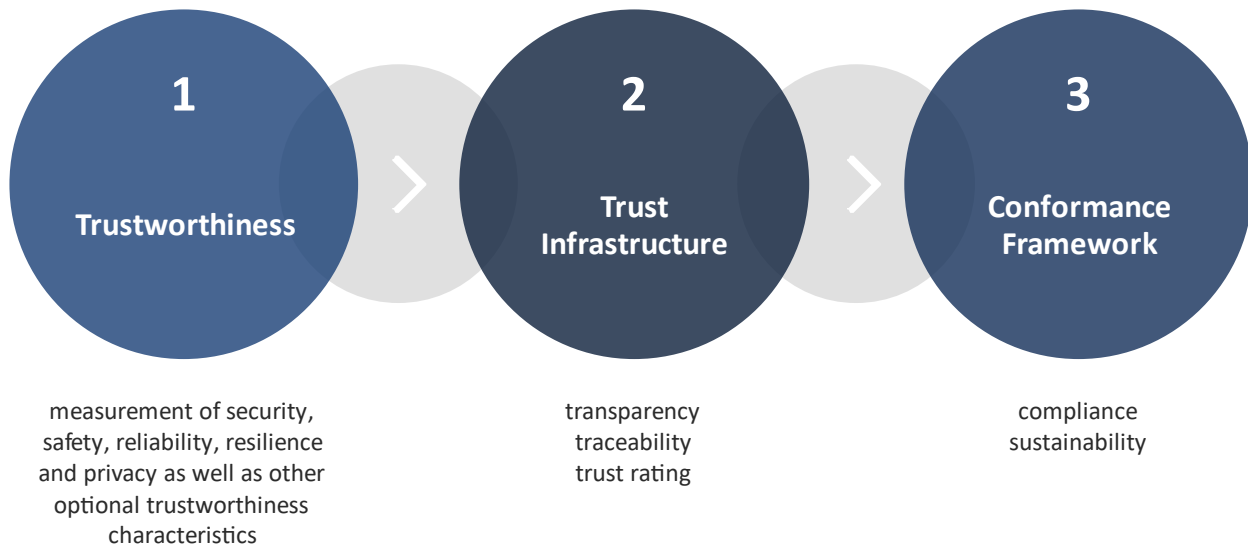 1
Trustworthiness
measurement of security,
safety, reliability, resilience
and privacy as well as other
optional trustworthiness
characteristics
2
Trust
Infrastructure
transparency
traceability
trust rating
3
Conformance
Framework
compliance
sustainability